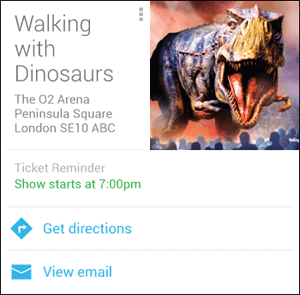 Walking
with
Dinosaurs
The O2 Arena
Peninsula Square
London SE10 ABC
Ticket Reminder
Show starts at 7:00pm
Get directions
View email